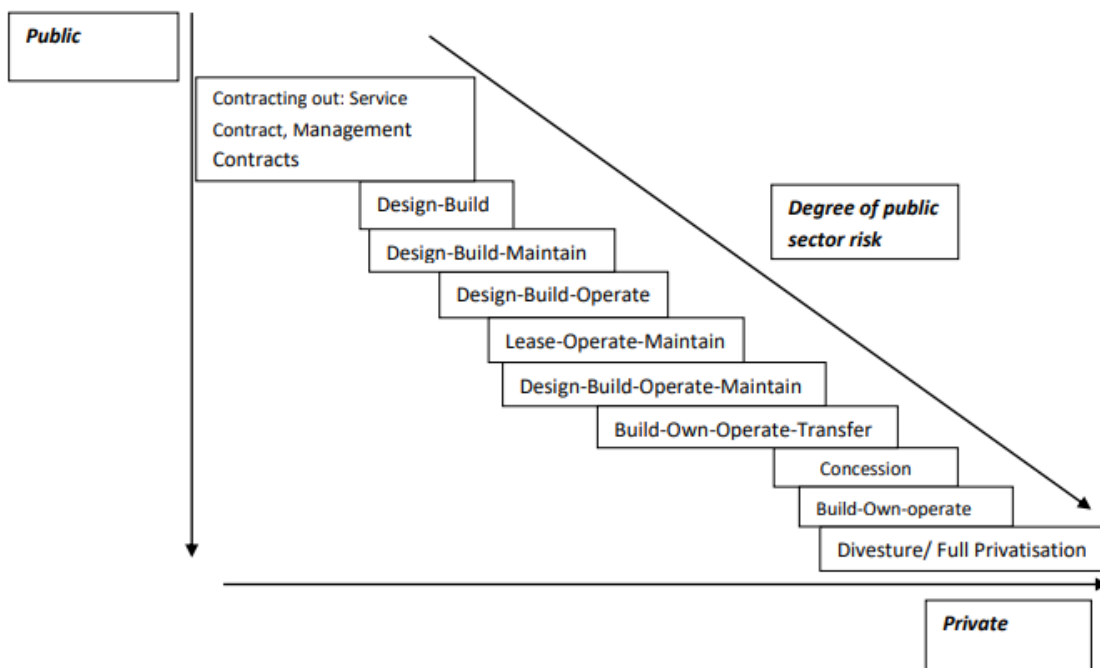 Public
Contracting out: Service
Contract, Management
Contracts
Design-Build
Degree of public
sector risk
Design-Build-Maintain
Design-Build-Operate
Lease-Operate-Maintain
Design-Build-Operate-Maintain
Build-Own-Operate-Transfer
Concession
Build-Own-operate
Divesture/ Full Privatisation
Private